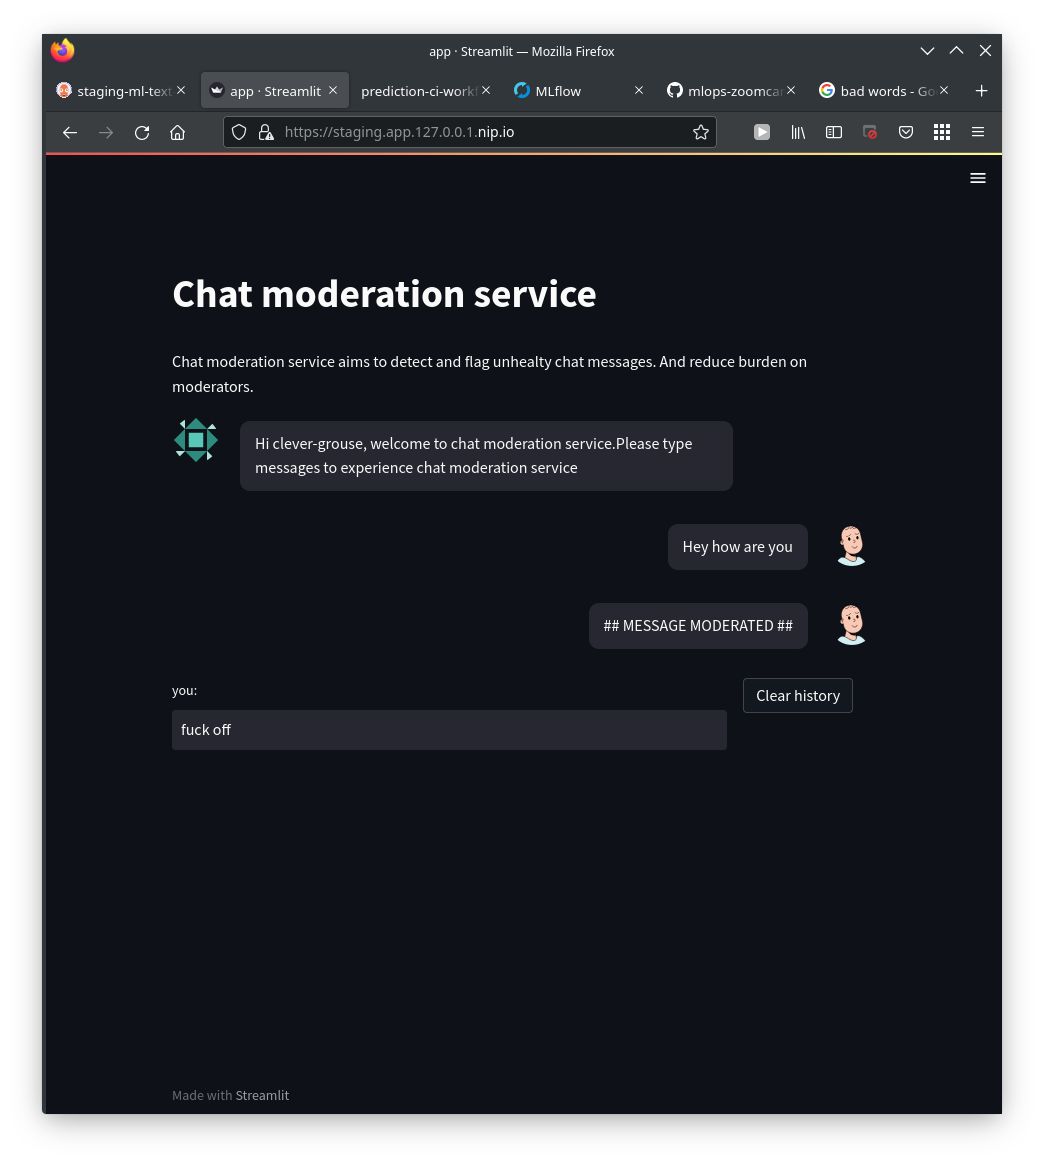 app · Streamlit — Mozilla Firefox
staging-ml-text
app · Streamlit
prediction-ci-workf
MLflow
mlops-zoomcam
bad words - Go
https://staging.app.127.0.0.1.nip.io
Chat moderation service
Chat moderation service aims to detect and flag unhealty chat messages. And reduce burden on
moderators.
Hi clever-grouse, welcome to chat moderation service.Please type
messages to experience chat moderation service
Hey how are you
## MESSAGE MODERATED ##
you:
Clear history
fuck off
Made with Streamlit